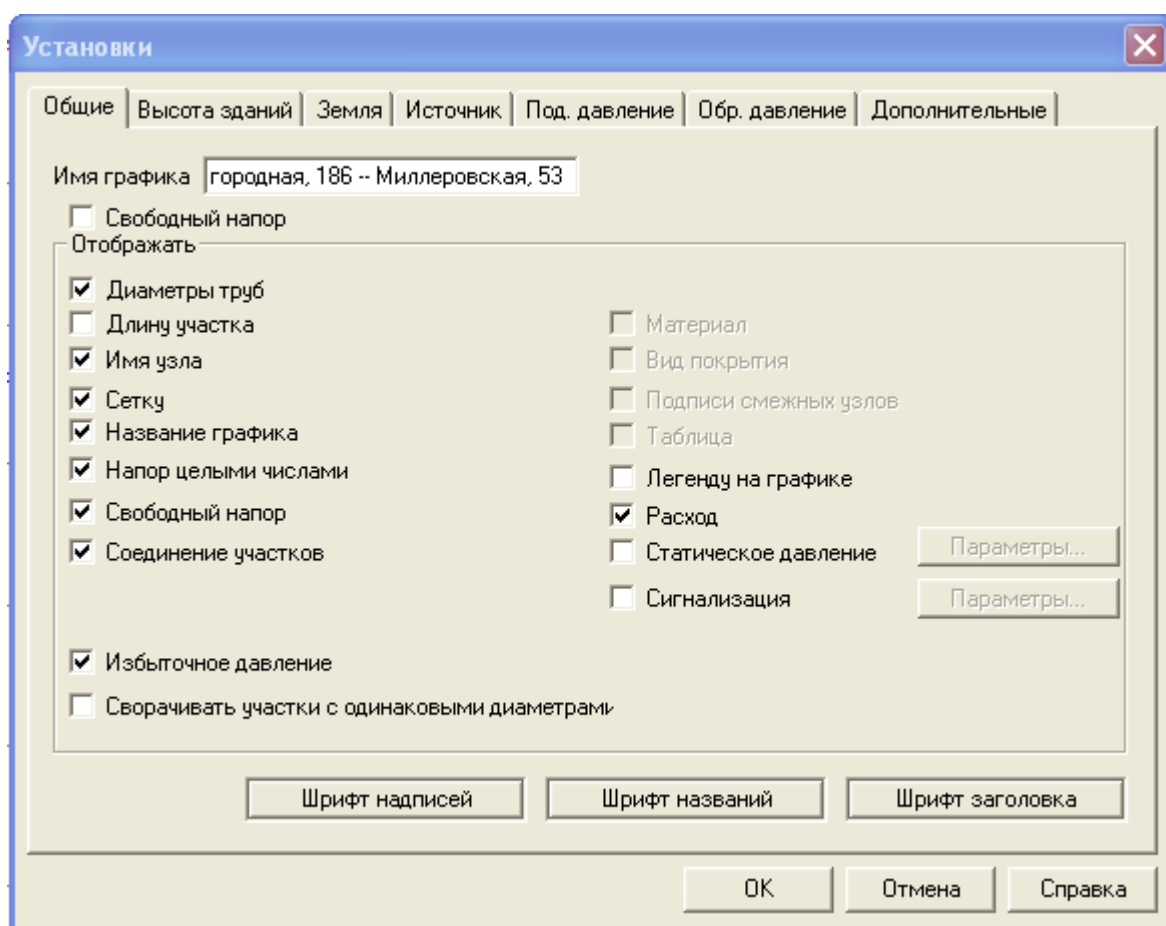 Установки
Общие Высота зданий Земля Источник Под. давление Обр. давление Дополнительные
Имя графика городная, 186 -- Миллеровская, 53
Свободный напор
Отображать
Диаметры труб
Длину участка Материал
Имя узла Вид покрытия
Сетку Подписи смежных узлов
Название графика Таблица
Напор целыми числами Легенду на графике
Свободный напор Расход
Соединение участков Статическое давление Параметры...
Сигнализация Параметры...
Избыточное давление
Сворачивать участки с одинаковыми диаметрами
Шрифт надписей Шрифт названий Шрифт заголовка
OK Отмена Справка